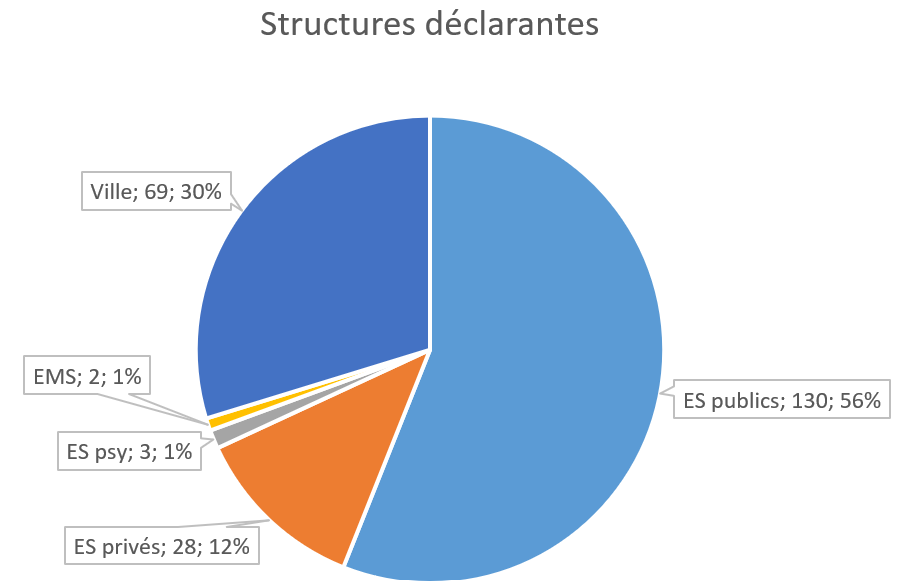 Structures déclarantes
Ville; 69; 30%
EMS; 2; 1%
ES publics; 130; 56%
ES psy; 3; 1%
ES privés; 28; 12%